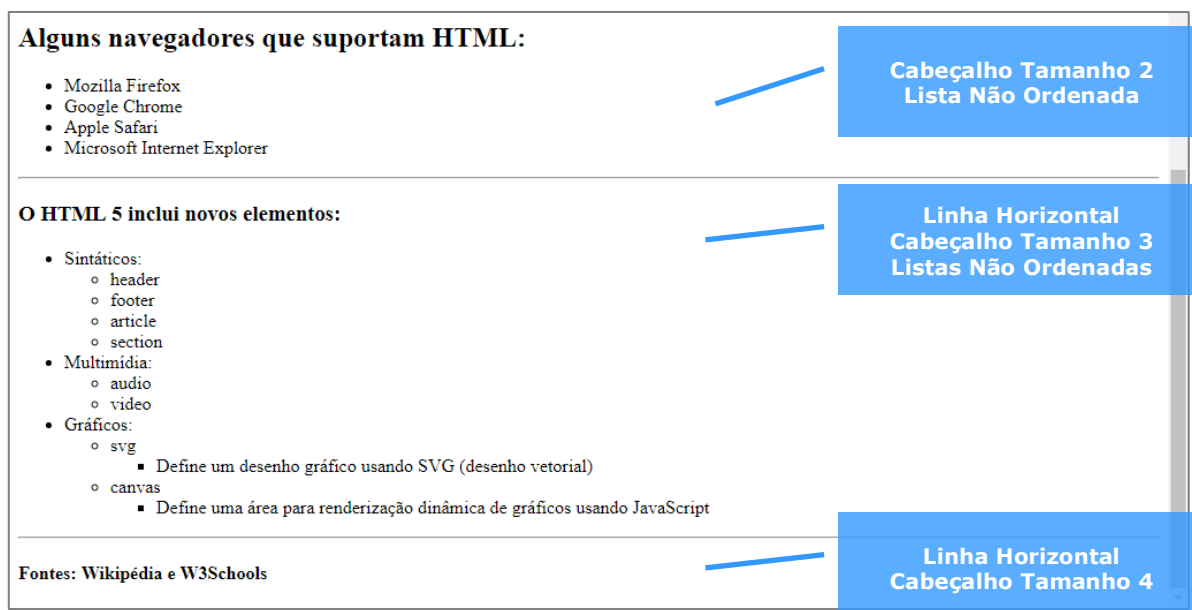 Alguns navegadores que suportam HTML:
Mozilla Firefox
Google Chrome
Apple Safari
Microsoft Internet Explorer
Cabeçalho Tamanho 2
Lista Não Ordenada
O HTML 5 inclui novos elementos:
Sintáticos:
header
footer
article
section
Multimídia:
audio
video
Gráficos:
svg
Define um desenho gráfico usando SVG (desenho vetorial)
canvas
Define uma área para renderização dinâmica de gráficos usando JavaScript
Linha Horizontal
Cabeçalho Tamanho 3
Listas Não Ordenadas
Fontes: Wikipédia e W3Schools
Linha Horizontal
Cabeçalho Tamanho 4